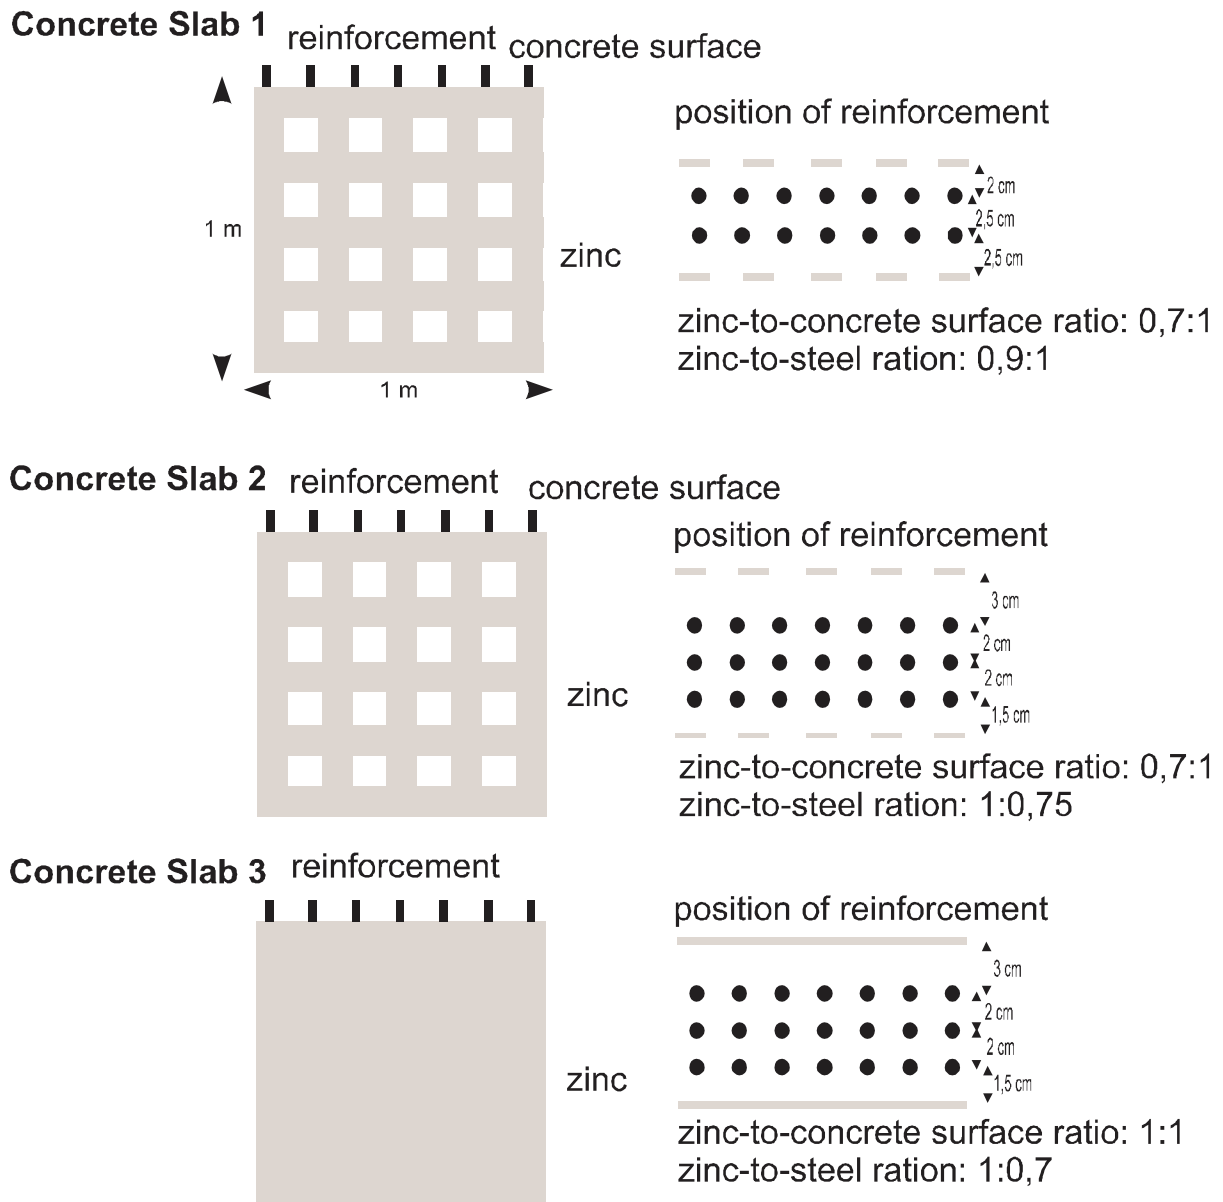 Concrete Slab 1
reinforcement
concrete surface
1 m
1 m
zinc
position of reinforcement
2 cm
2,5 cm
2,5 cm
zinc-to-concrete surface ratio: 0,7:1
zinc-to-steel ration: 0,9:1
Concrete Slab 2
reinforcement
concrete surface
zinc
position of reinforcement
3 cm
2 cm
2 cm
1,5 cm
zinc-to-concrete surface ratio: 0,7:1
zinc-to-steel ration: 1:0,75
Concrete Slab 3
reinforcement
zinc
position of reinforcement
3 cm
2 cm
2 cm
1,5 cm
zinc-to-concrete surface ratio: 1:1
zinc-to-steel ration: 1:0,7